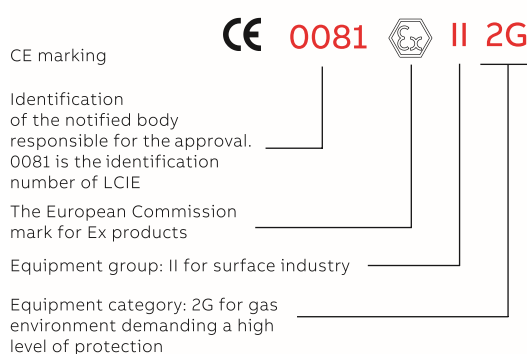 CE 0081 Ex II 2G
CE marking
Identification
of the notified body
responsible for the approval.
0081 is the identification
number of LCIE
The European Commission
mark for Ex products
Equipment group: II for surface industry
Equipment category: 2G for gas
environment demanding a high
level of protection